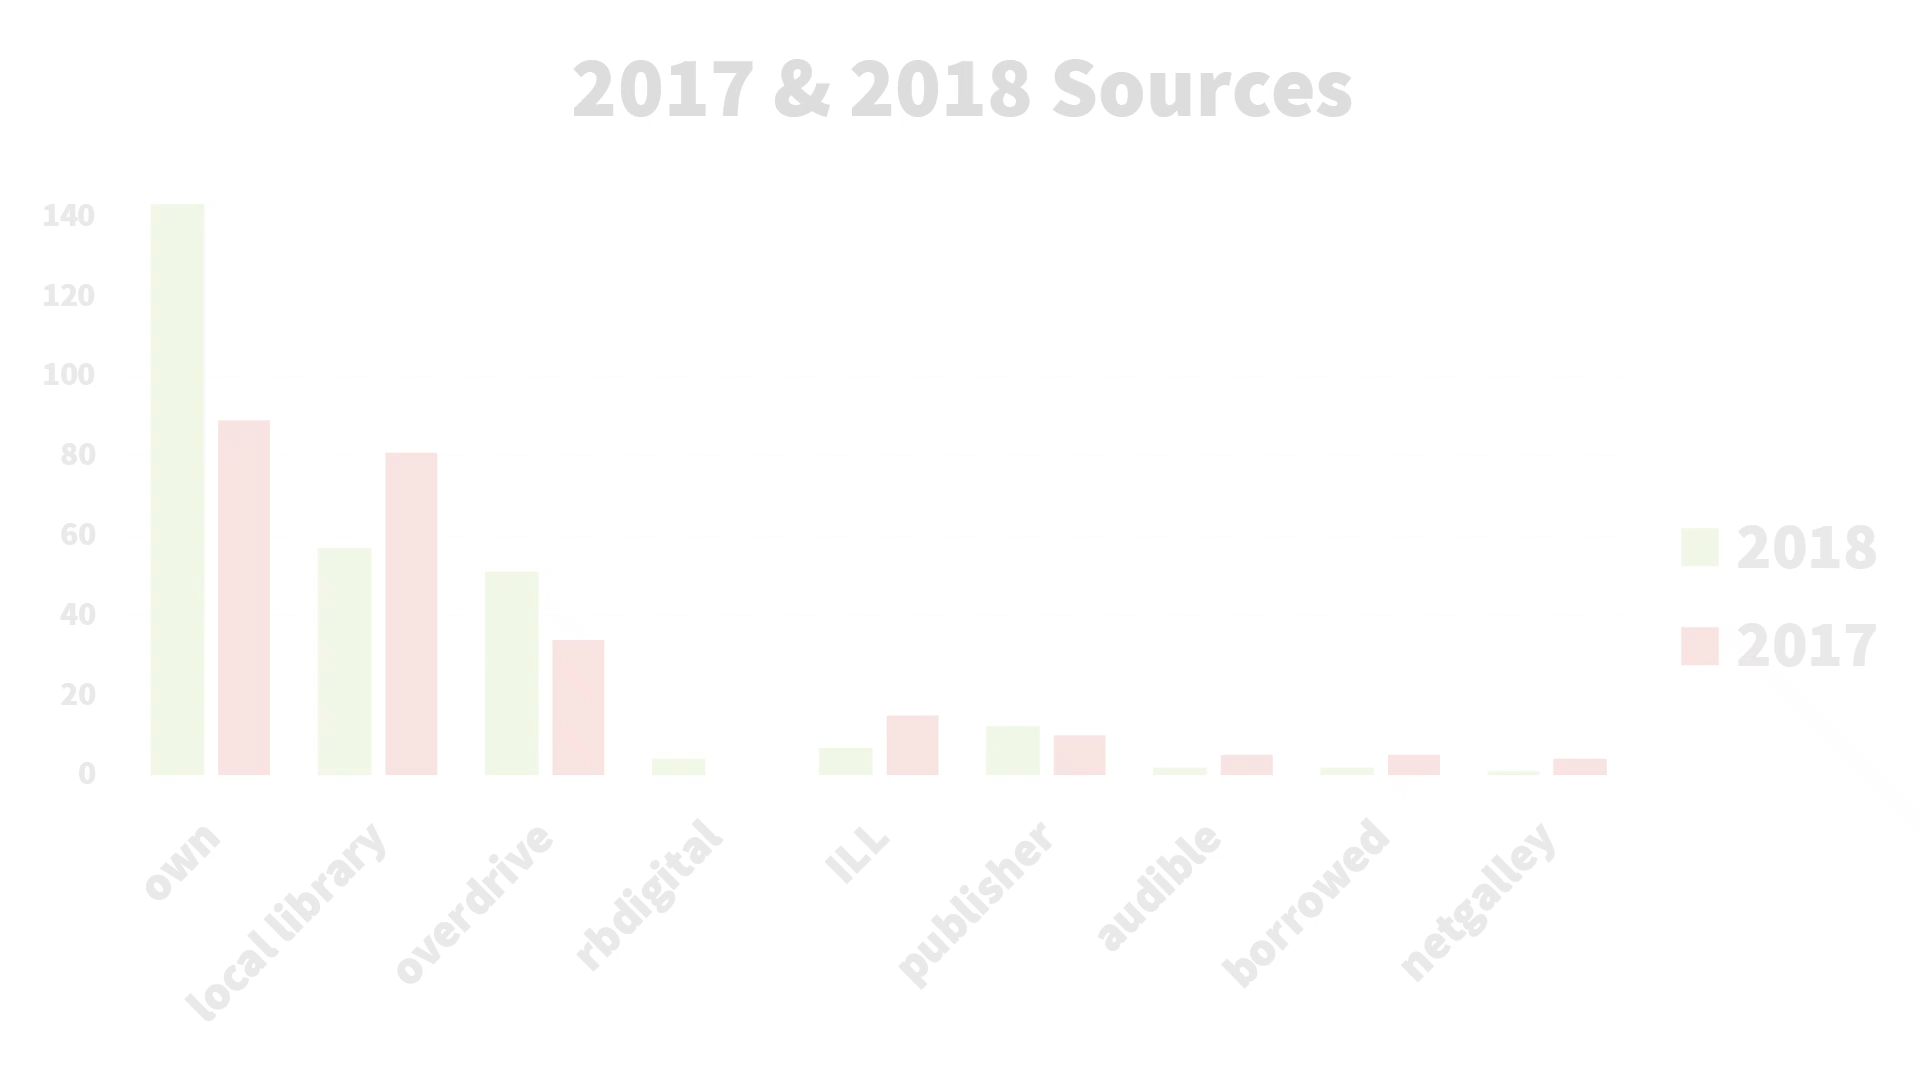 2017 & 2018 Sources
140
120
100
80
60
40
20
0
2018
2017
own
local library
overdrive
rbdigital
ILL
publisher
audible
borrowed
netgalley